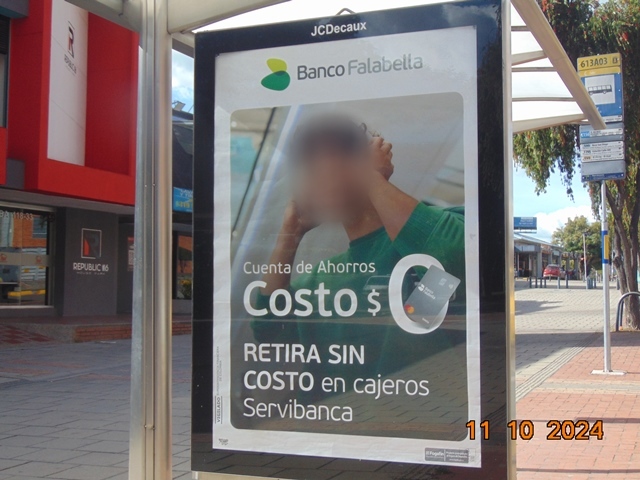 JCDecaux
Banco Falabella
Cuenta de Ahorros
Costo $0
RETIRA SIN
COSTO en cajeros
Servibanca
REPUBLIC
613A03
11 10 2024